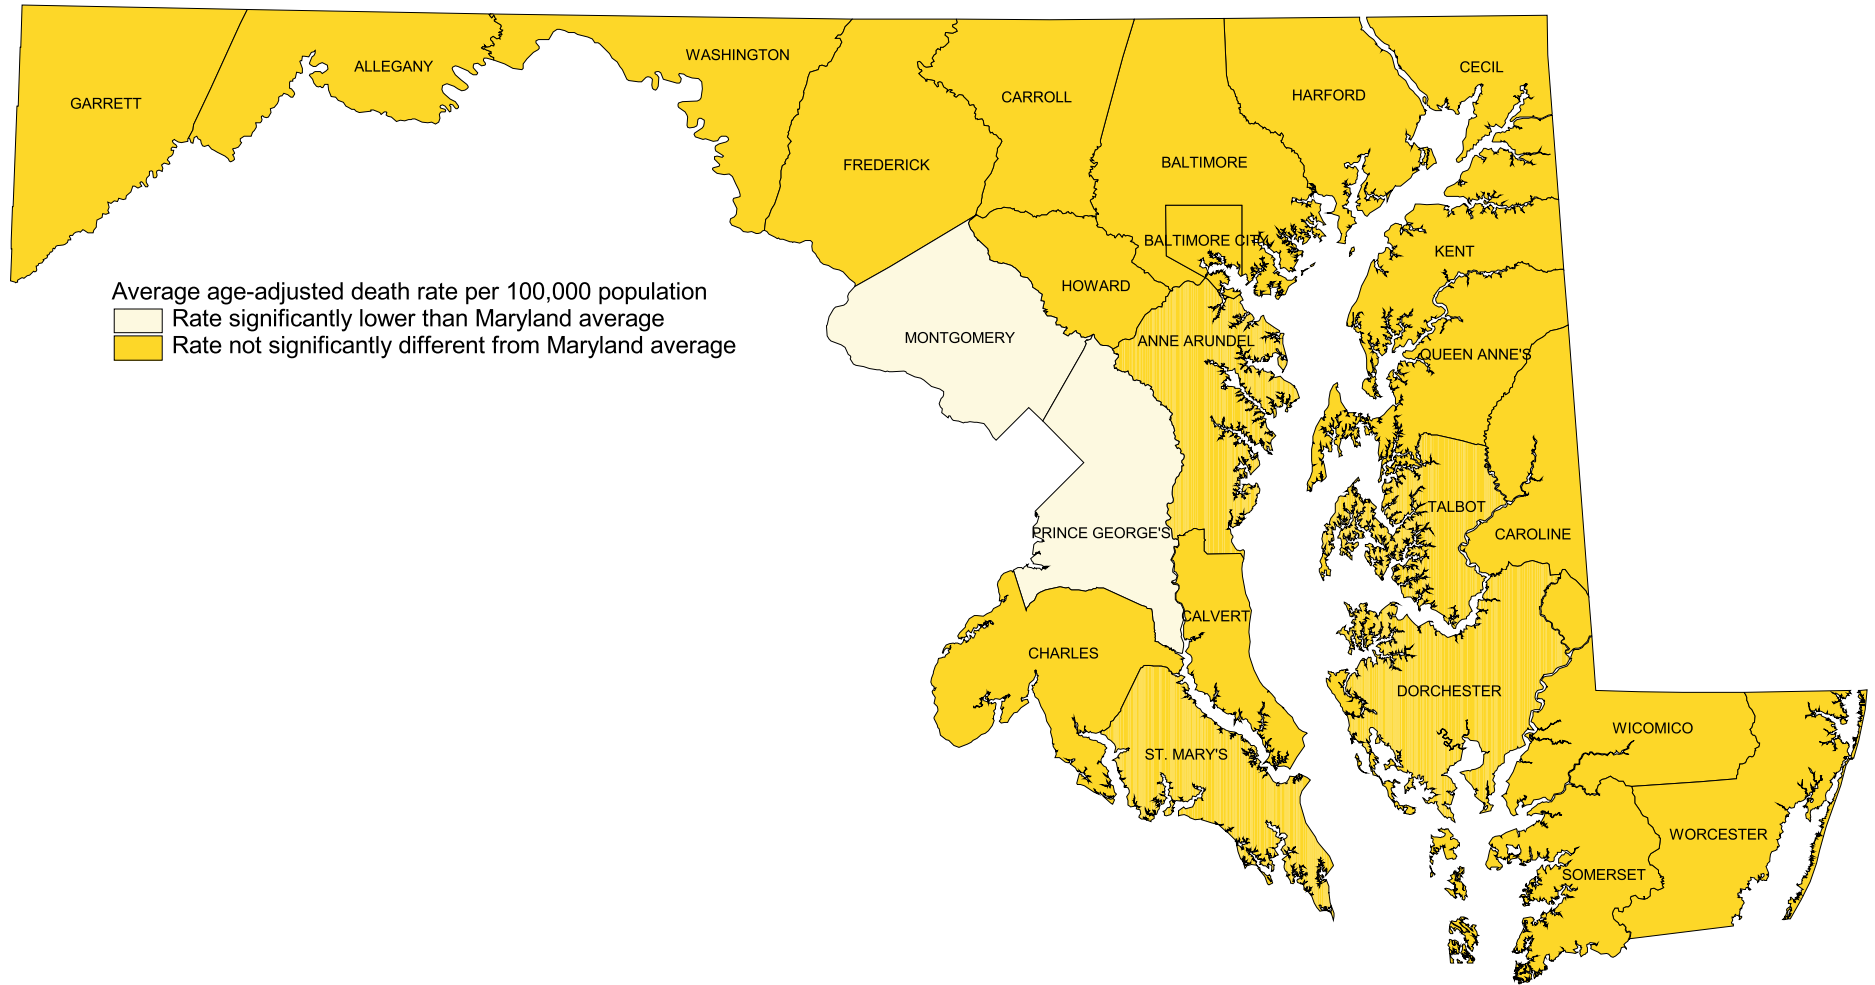 WASHINGTON
ALLEGANY
CECIL
GARRETT
CARROLL
HARFORD
FREDERICK
BALTIMORE
BALTIMORE CITY
KENT
HOWARD
Average age-adjusted death rate per 100,000 population
Rate significantly lower than Maryland average
Rate not significantly different from Maryland average
MONTGOMERY
ANNE ARUNDEL
QUEEN ANNE'S
TALBOT
PRINCE GEORGE'S
CAROLINE
CALVERT
CHARLES
DORCHESTER
WICOMICO
ST. MARY'S
WORCESTER
SOMERSET